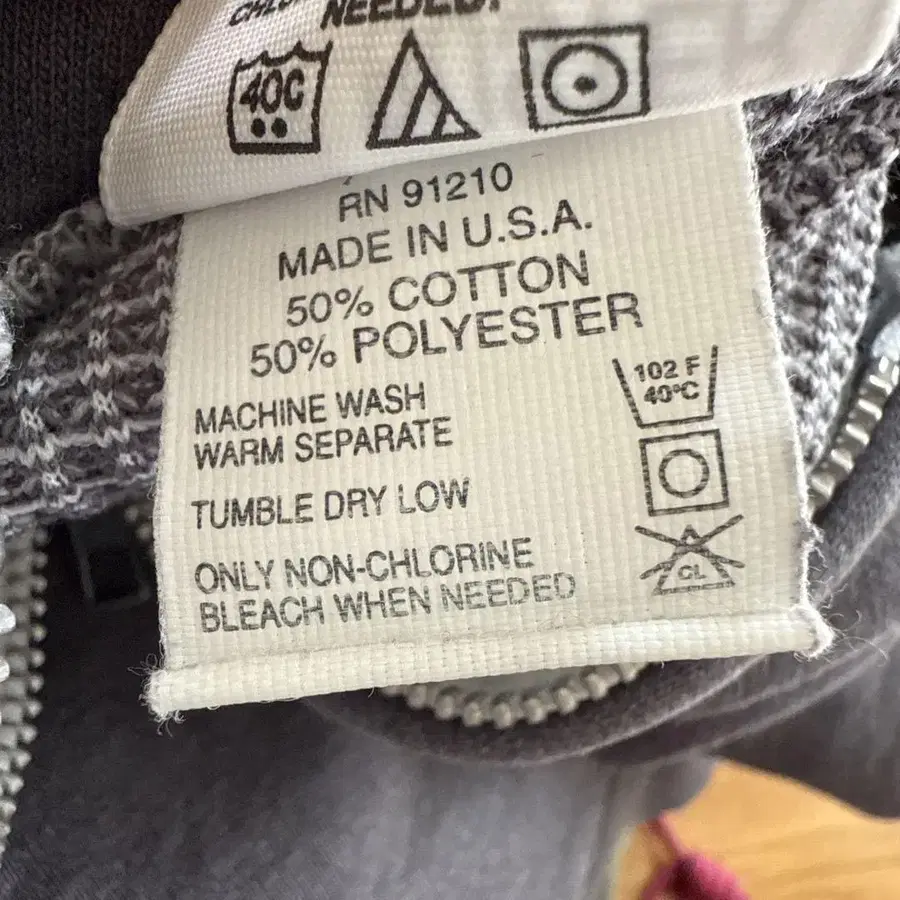 NEEDED.
40C
RN 91210
MADE IN U.S.A.
50% COTTON
50% POLYESTER
MACHINE WASH
WARM SEPARATE
102 F
40°C
TUMBLE DRY LOW
ONLY NON-CHLORINE
BLEACH WHEN NEEDED
CL